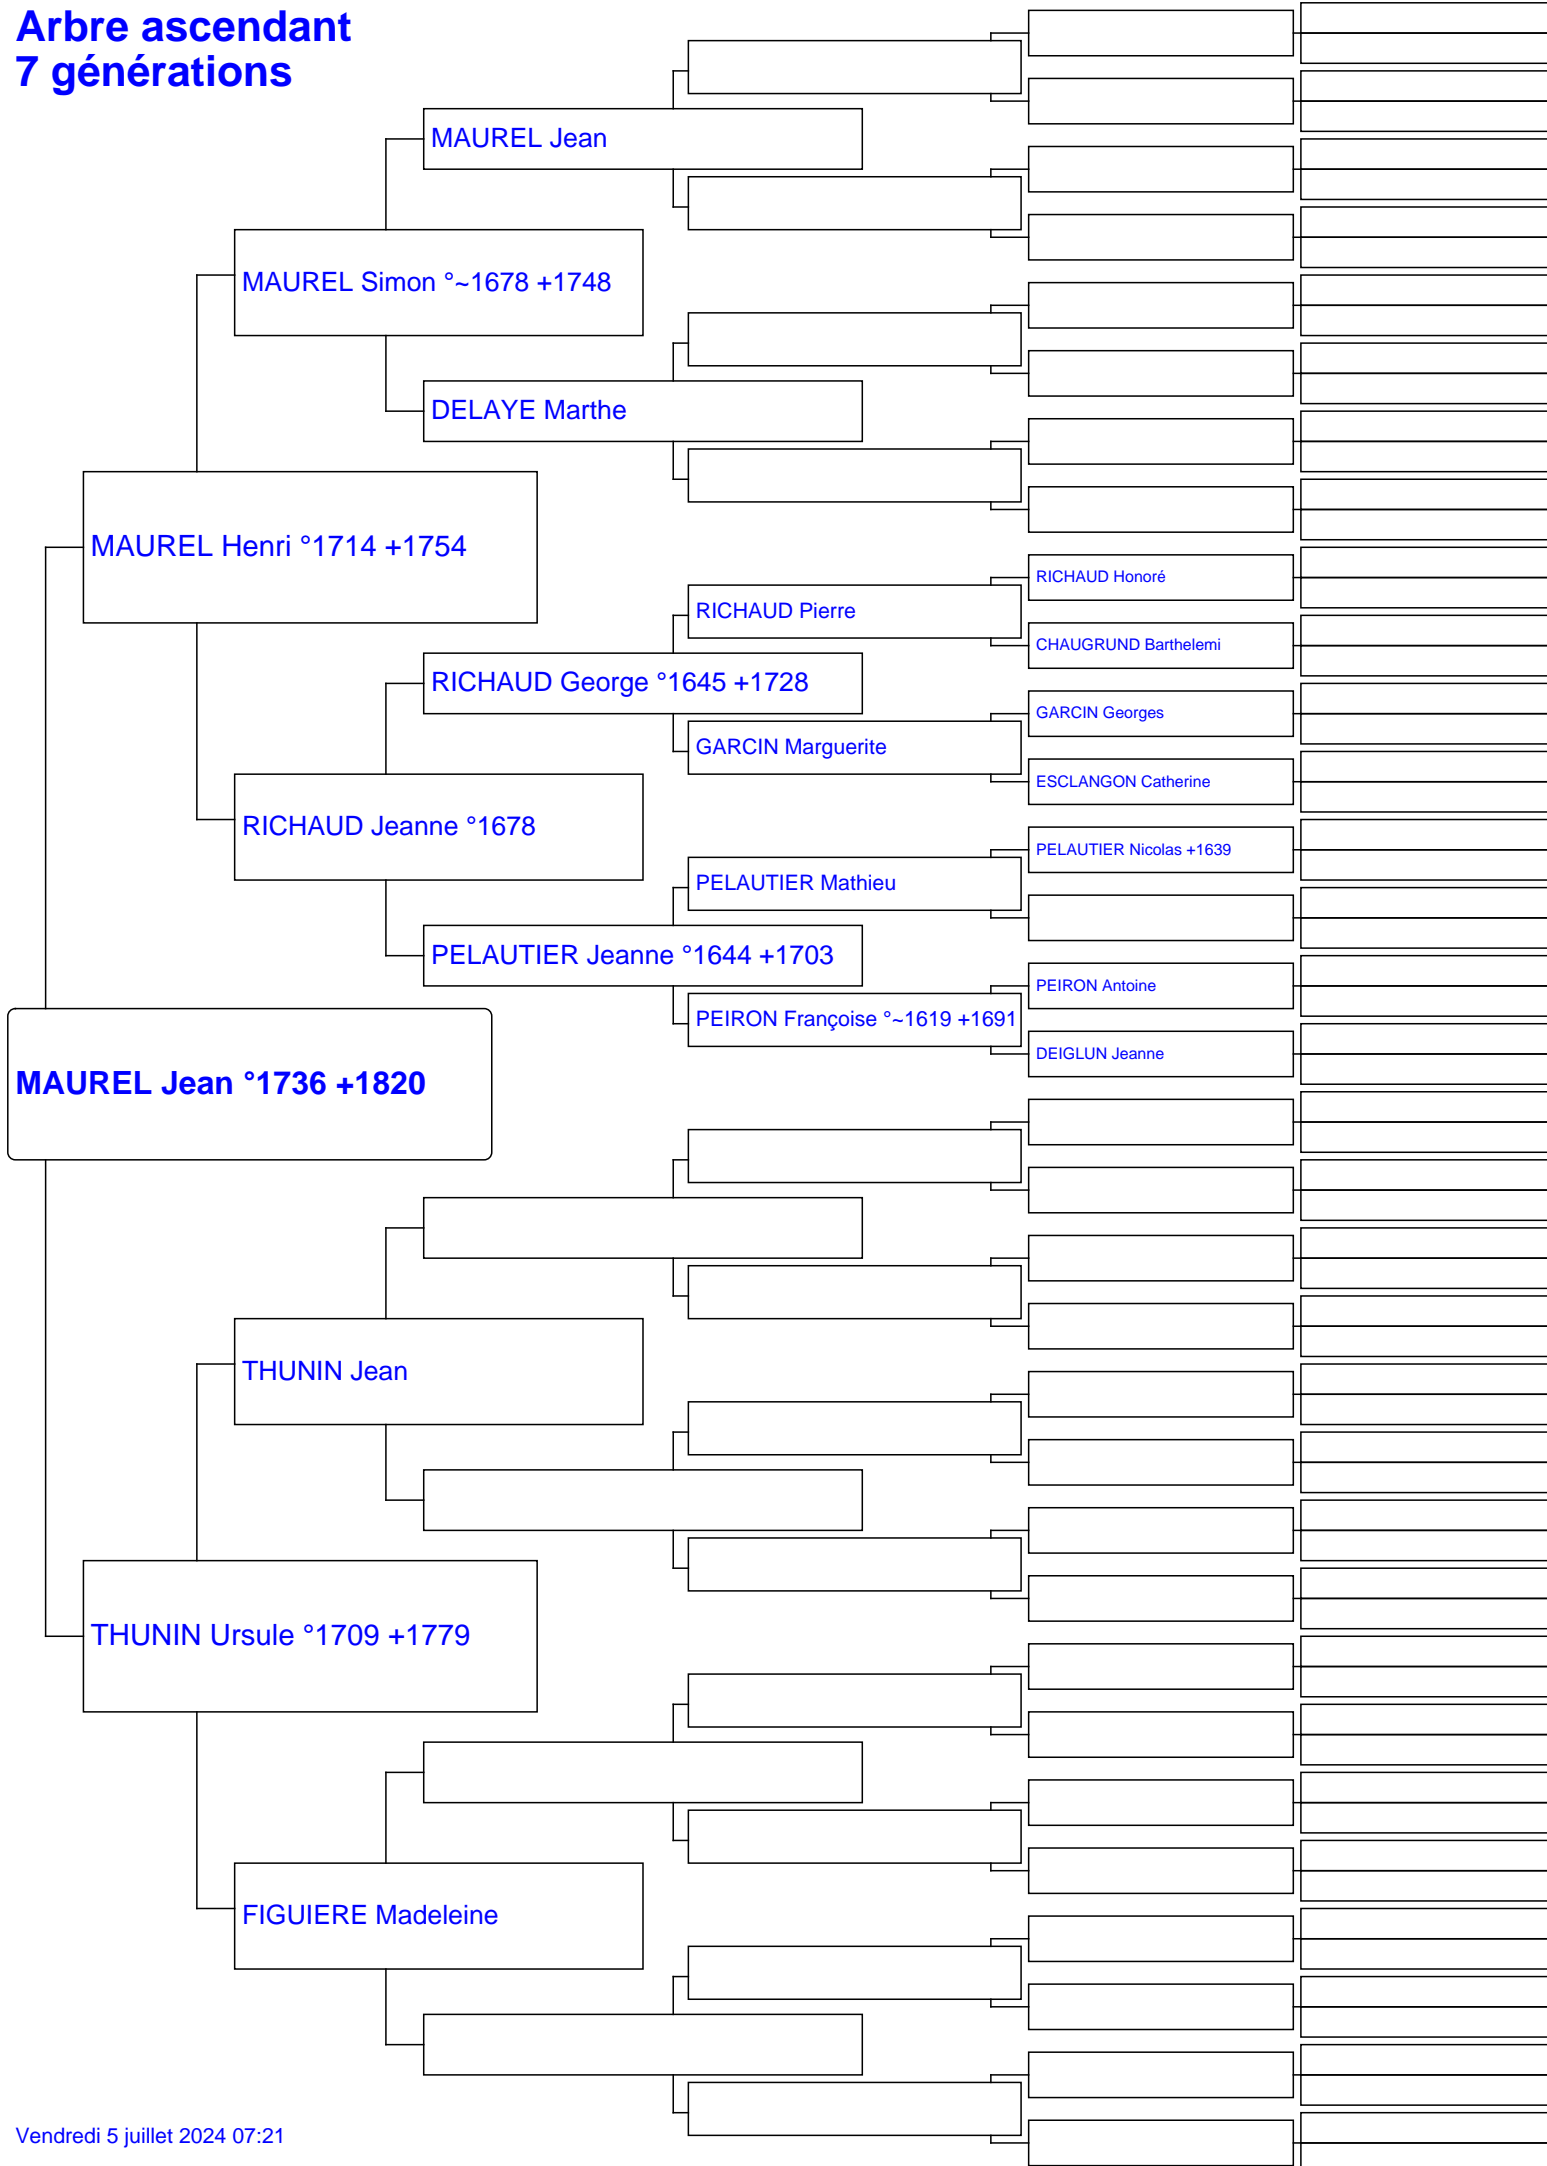 Arbre ascendant
7 générations
MAUREL Jean
MAUREL Simon °~1678 +1748
DELAYE Marthe
MAUREL Henri °1714 +1754
RICHAUD Honoré
RICHAUD Pierre
CHAUGRUND Barthelemi
RICHAUD George °1645 +1728
GARCIN Georges
GARCIN Marguerite
ESCLANGON Catherine
RICHAUD Jeanne °1678
PELAUTIER Nicolas +1639
PELAUTIER Mathieu
PELAUTIER Jeanne °1644 +1703
PEIRON Antoine
PEIRON Françoise °~1619 +1691
DEIGLUN Jeanne
MAUREL Jean °1736 +1820
THUNIN Jean
THUNIN Ursule °1709 +1779
FIGUIERE Madeleine
Vendredi 5 juillet 2024 07:21